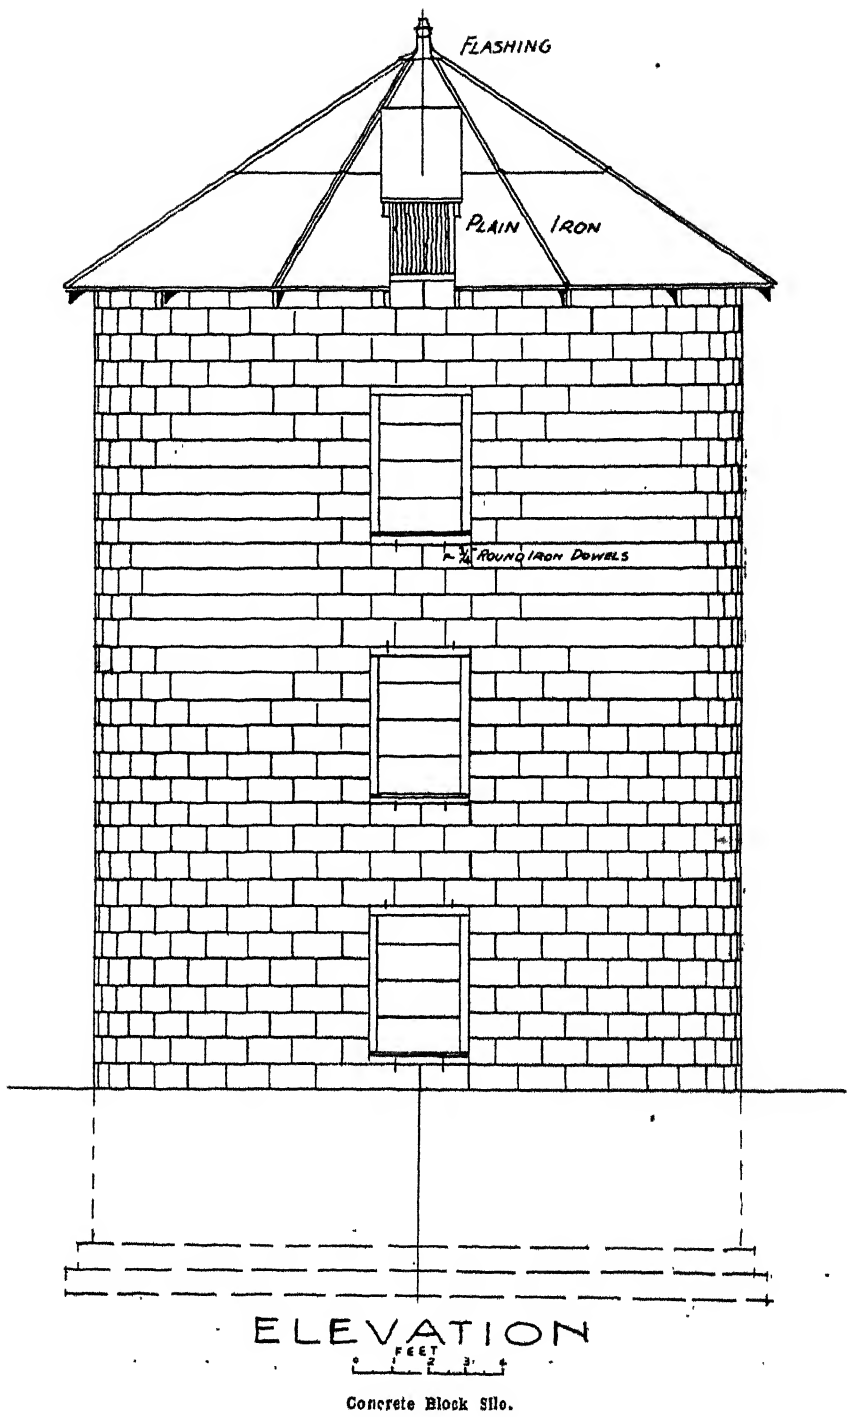 FLASHING
PLAIN IRON
3/4" ROUND IRON DOWELS
ELEVATION
FEET
0 1 2 3 4
Concrete Block Silo.